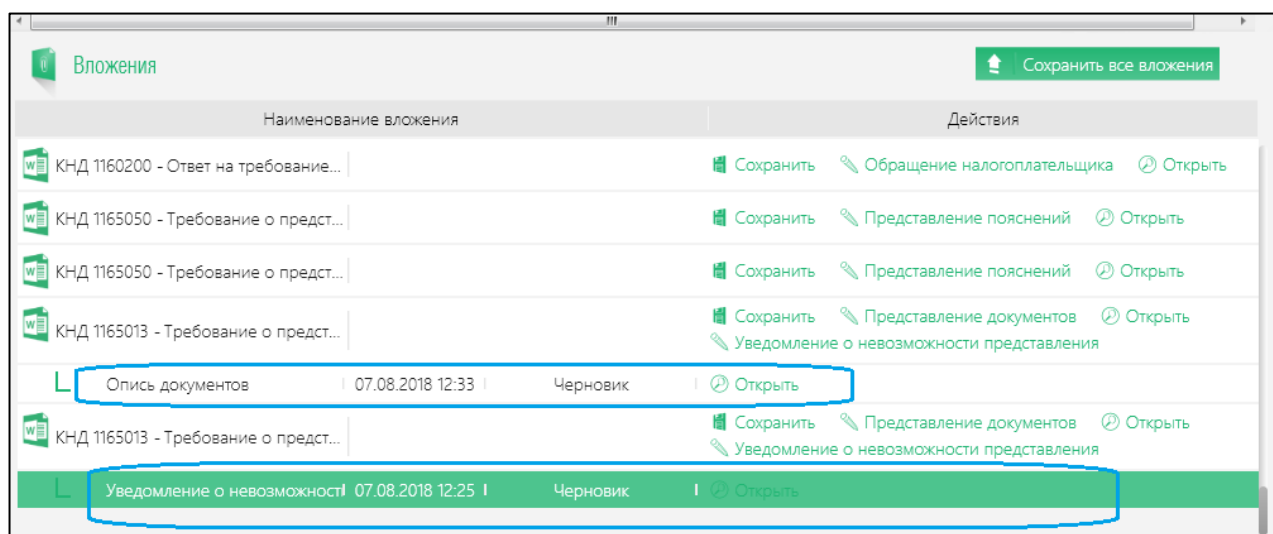 Вложения
Сохранить все вложения
Наименование вложения Действия
КНД 1160200 - Ответ на требование... Сохранить Обращение налогоплательщика Открыть
КНД 1165050 - Требование о предст... Сохранить Представление пояснений Открыть
КНД 1165050 - Требование о предст... Сохранить Представление пояснений Открыть
КНД 1165013 - Требование о предст... Сохранить Представление документов Открыть
Уведомление о невозможности представления
Опись документов 07.08.2018 12:33 Черновик Открыть
КНД 1165013 - Требование о предст... Сохранить Представление документов Открыть
Уведомление о невозможности представления
Уведомление о невозможност 07.08.2018 12:25 Черновик Открыть